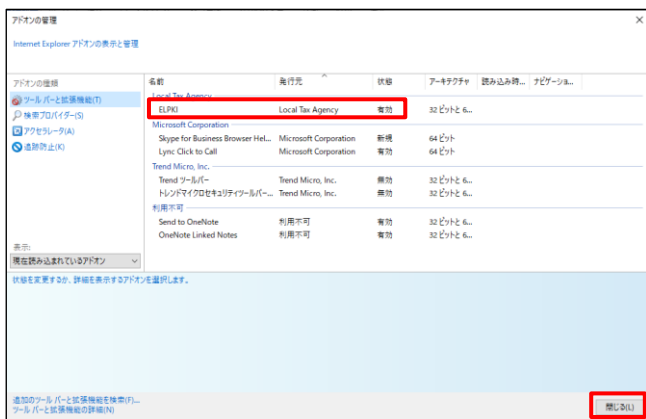 アドオンの管理
Internet Explorer アドオンの表示と管理
アドオンの種類
ツール バーと拡張機能(T)
検索プロバイダー(S)
アクセラレータ(A)
追跡防止(K)
表示:
現在読み込まれているアドオン
名前 発行元 状態 アーキテクチャ 読み込み時... ナビゲーショ...
Local Tax Agency
ELPKI Local Tax Agency 有効 32 ビットと 6...
Microsoft Corporation
Skype for Business Browser Hel... Microsoft Corporation 新規 64 ビット
Lync Click to Call Microsoft Corporation 有効 64 ビット
Trend Micro, Inc.
Trend ツールバー Trend Micro, Inc. 無効 32 ビットと 6...
トレンドマイクロセキュリティツールバー... Trend Micro, Inc. 無効 32 ビットと 6...
利用不可
Send to OneNote 利用不可 有効 32 ビットと 6...
OneNote Linked Notes 利用不可 有効 32 ビットと 6...
状態を変更するか、詳細を表示するアドオンを選択します。
追加のツール バーと拡張機能を検索(F)...
ツール バーと拡張機能の詳細(N)
閉じる(L)